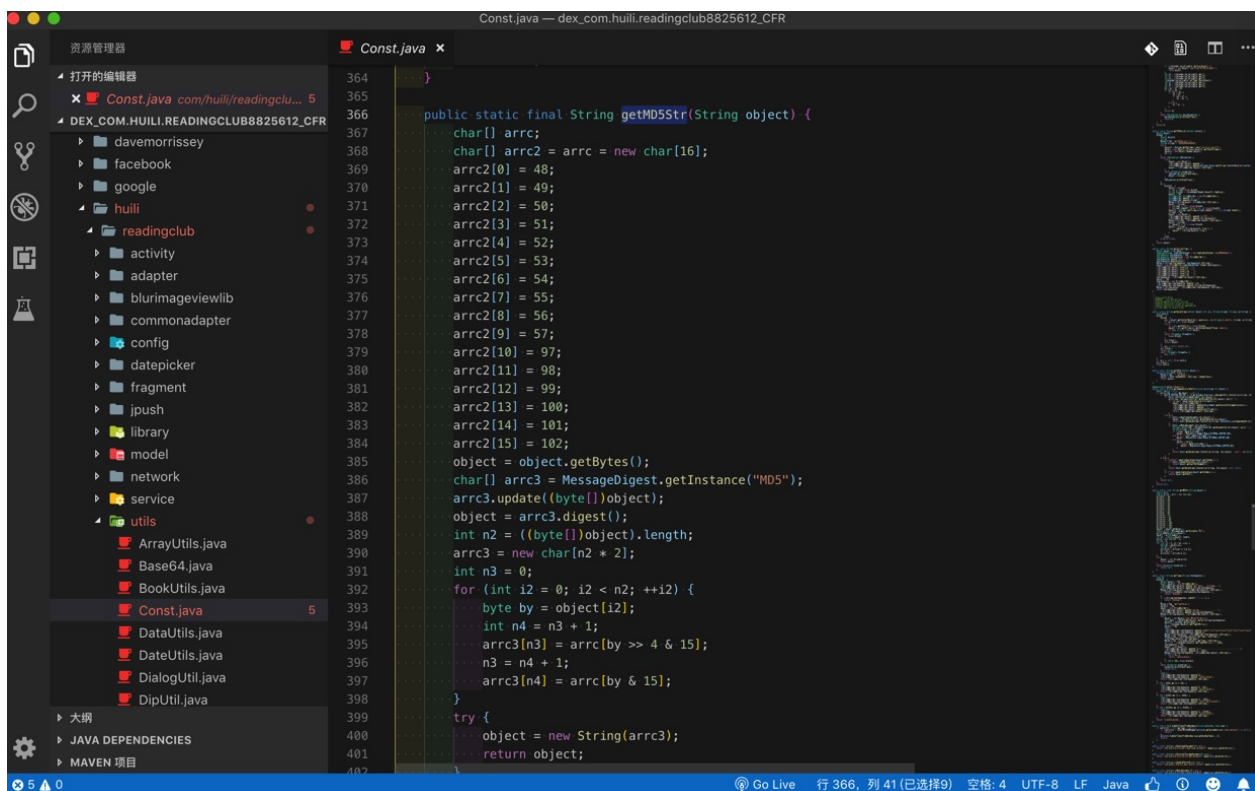 Const.java — dex_com.huili.readingclub8825612_CFR
资源管理器
打开的编辑器
Const.java com/huili/readingclu... 5
DEX_COM.HUILI.READINGCLUB8825612_CFR
davemorrissey
facebook
google
huili
readingclub
activity
adapter
blurimageviewlib
commonadapter
config
datepicker
fragment
jpush
library
model
network
service
utils
ArrayUtils.java
Base64.java
BookUtils.java
Const.java 5
DataUtils.java
DateUtils.java
DialogUtil.java
DipUtil.java
大纲
JAVA DEPENDENCIES
MAVEN 项目
Const.java ×
364 }
365
366 public static final String getMD5Str(String object) {
367 char[] arrc;
368 char[] arrc2 = arrc = new char[16];
369 arrc2[0] = 48;
370 arrc2[1] = 49;
371 arrc2[2] = 50;
372 arrc2[3] = 51;
373 arrc2[4] = 52;
374 arrc2[5] = 53;
375 arrc2[6] = 54;
376 arrc2[7] = 55;
377 arrc2[8] = 56;
378 arrc2[9] = 57;
379 arrc2[10] = 97;
380 arrc2[11] = 98;
381 arrc2[12] = 99;
382 arrc2[13] = 100;
383 arrc2[14] = 101;
384 arrc2[15] = 102;
385 object = object.getBytes();
386 char[] arrc3 = MessageDigest.getInstance("MD5");
387 arrc3.update((byte[])object);
388 object = arrc3.digest();
389 int n2 = ((byte[])object).length;
390 arrc3 = new char[n2 * 2];
391 int n3 = 0;
392 for (int i2 = 0; i2 < n2; ++i2) {
393 byte by = object[i2];
394 int n4 = n3 + 1;
395 arrc3[n3] = arrc[by >> 4 & 15];
396 n3 = n4 + 1;
397 arrc3[n4] = arrc[by & 15];
398 }
399 try {
400 object = new String(arrc3);
401 return object;
402 }
5 0 Go Live 行 366，列 41 (已选择9) 空格: 4 UTF-8 LF Java